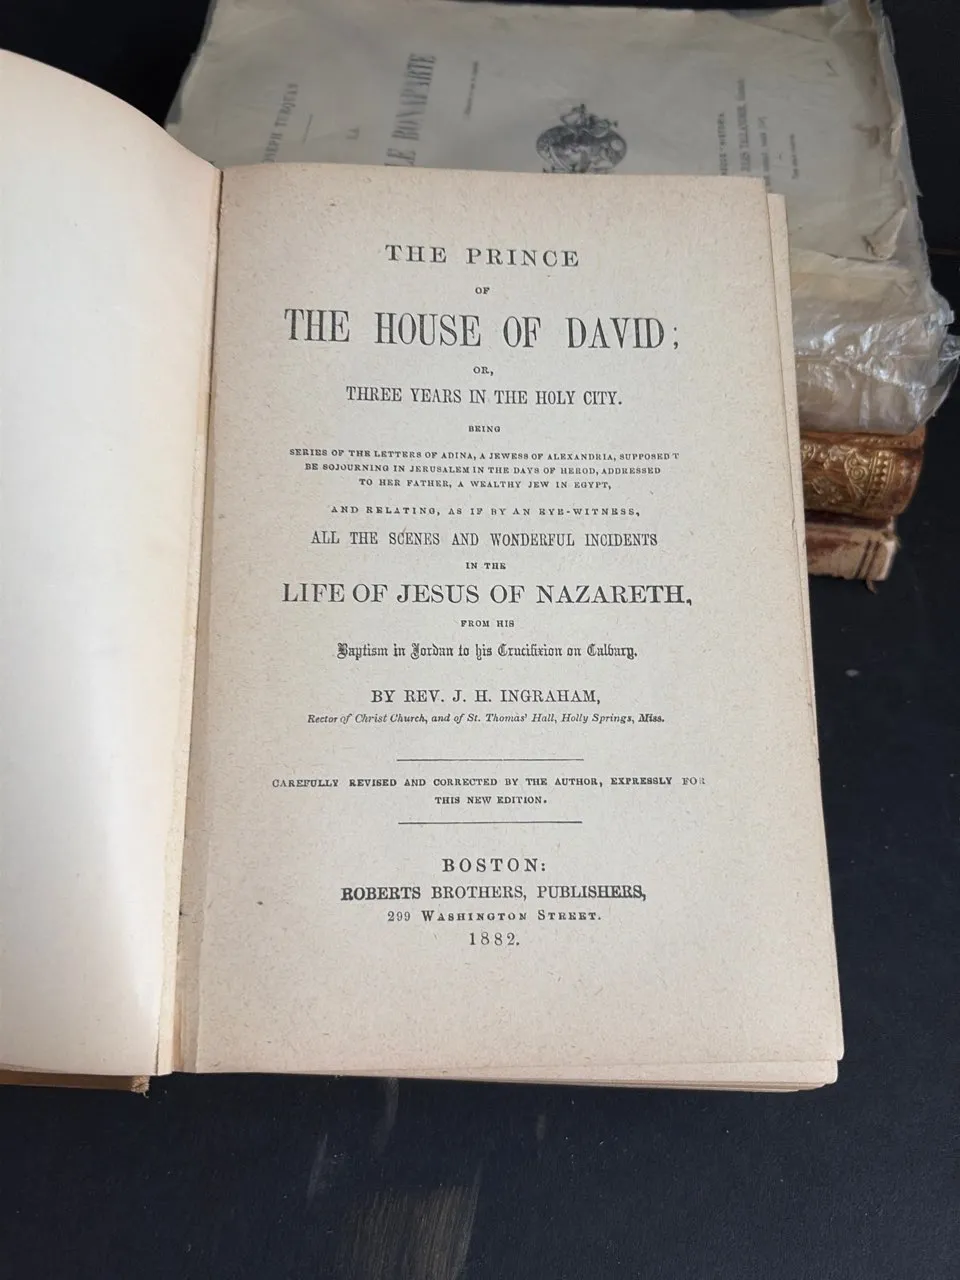 JOSEPH TURQUAN
LA
LE BONAPARTE
THE PRINCE
OF
THE HOUSE OF DAVID;
OR,
THREE YEARS IN THE HOLY CITY.
BEING
SERIES OF THE LETTERS OF ADINA, A JEWESS OF ALEXANDRIA, SUPPOSED T
BE SOJOURNING IN JERUSALEM IN THE DAYS OF HEROD, ADDRESSED
TO HER FATHER, A WEALTHY JEW IN EGYPT,
AND RELATING, AS IF BY AN EYE-WITNESS,
ALL THE SCENES AND WONDERFUL INCIDENTS
IN THE
LIFE OF JESUS OF NAZARETH,
FROM HIS
Baptism in Jordan to his Crucifixion on Calbary.
BY REV. J. H. INGRAHAM,
Rector of Christ Church, and of St. Thomas' Hall, Holly Springs, Miss.
CAREFULLY REVISED AND CORRECTED BY THE AUTHOR, EXPRESSLY FOR
THIS NEW EDITION.
BOSTON:
ROBERTS BROTHERS, PUBLISHERS,
299 WASHINGTON STREET.
1882.